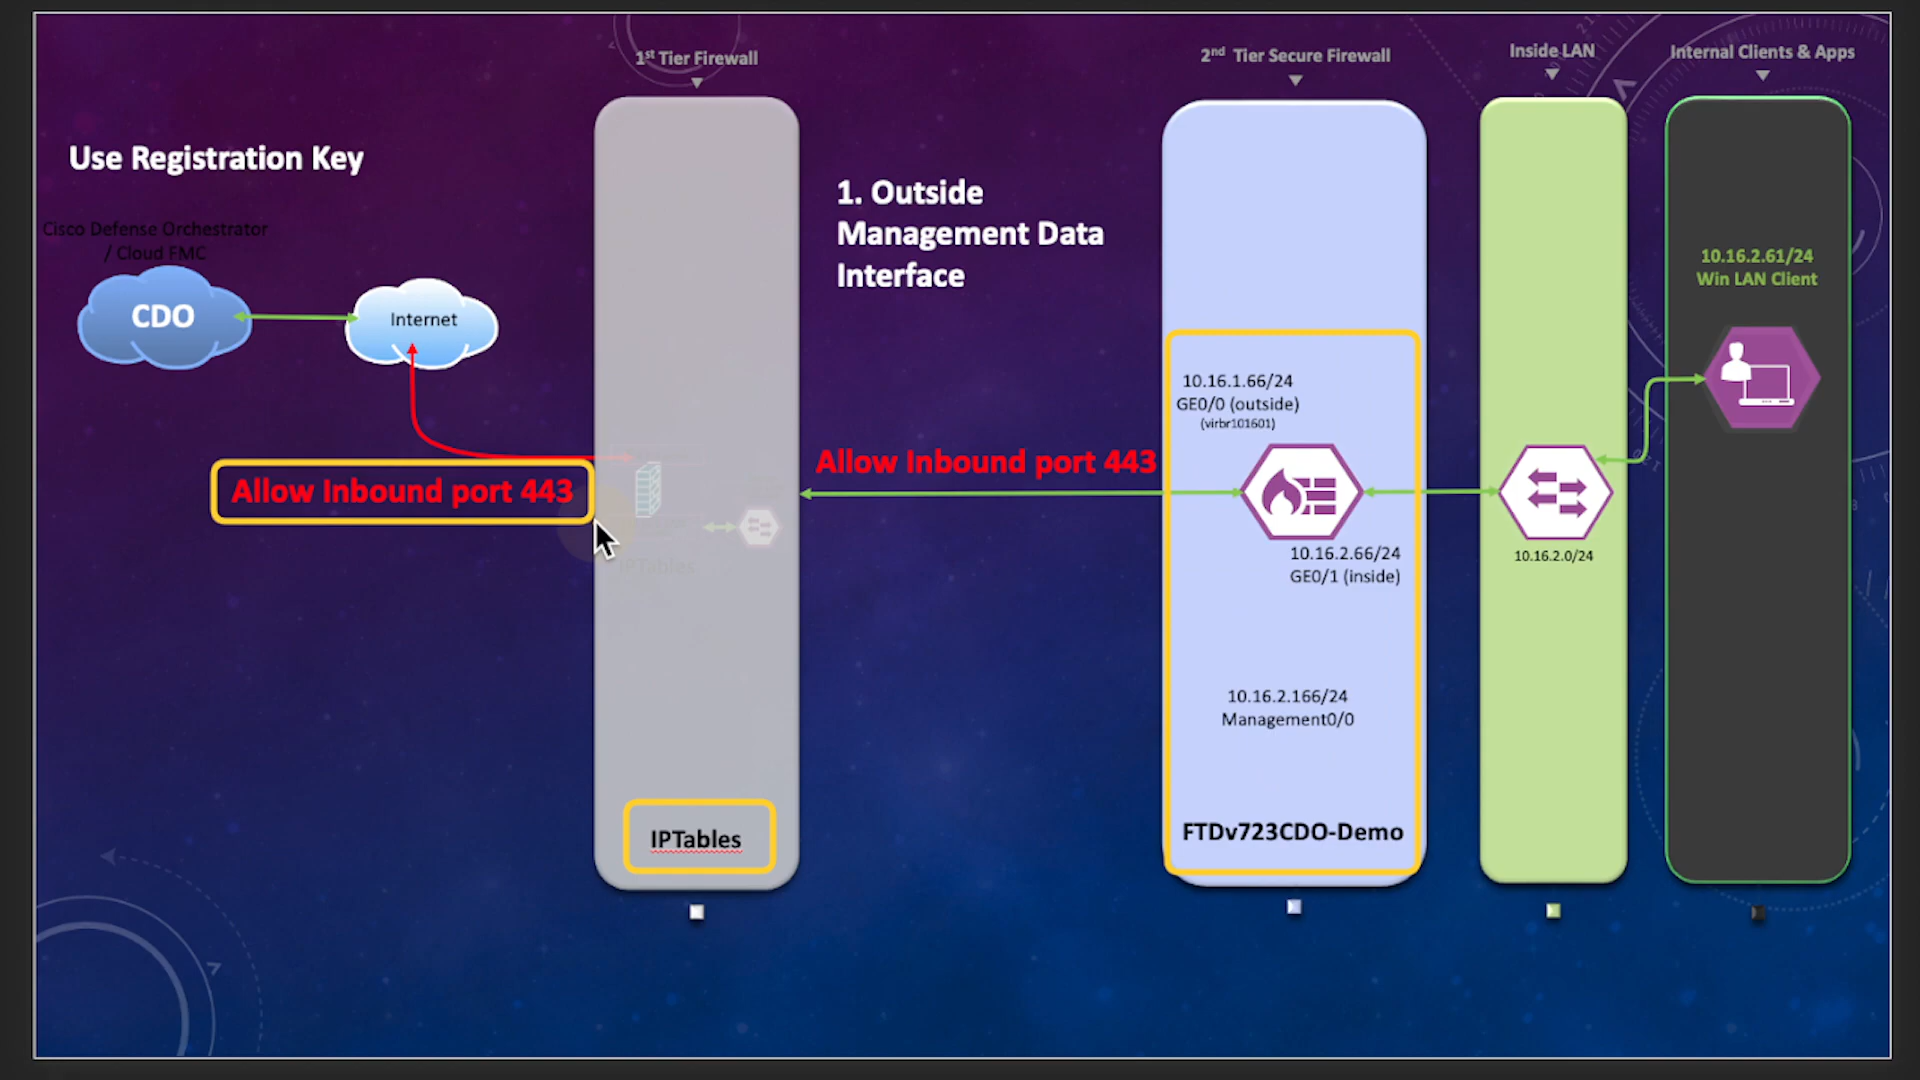 1st Tier Firewall
2nd Tier Secure Firewall
Inside LAN
Internal Clients & Apps
Use Registration Key
Cisco Defense Orchestrator
/ Cloud FMC
CDO
Internet
1. Outside
Management Data
Interface
10.16.2.61/24
Win LAN Client
10.16.1.66/24
GE0/0 (outside)
(virbr101601)
Allow Inbound port 443
Allow Inbound port 443
10.16.2.66/24
GE0/1 (inside)
10.16.2.0/24
IPTables
10.16.2.166/24
Management0/0
IPTables
FTDv723CDO-Demo